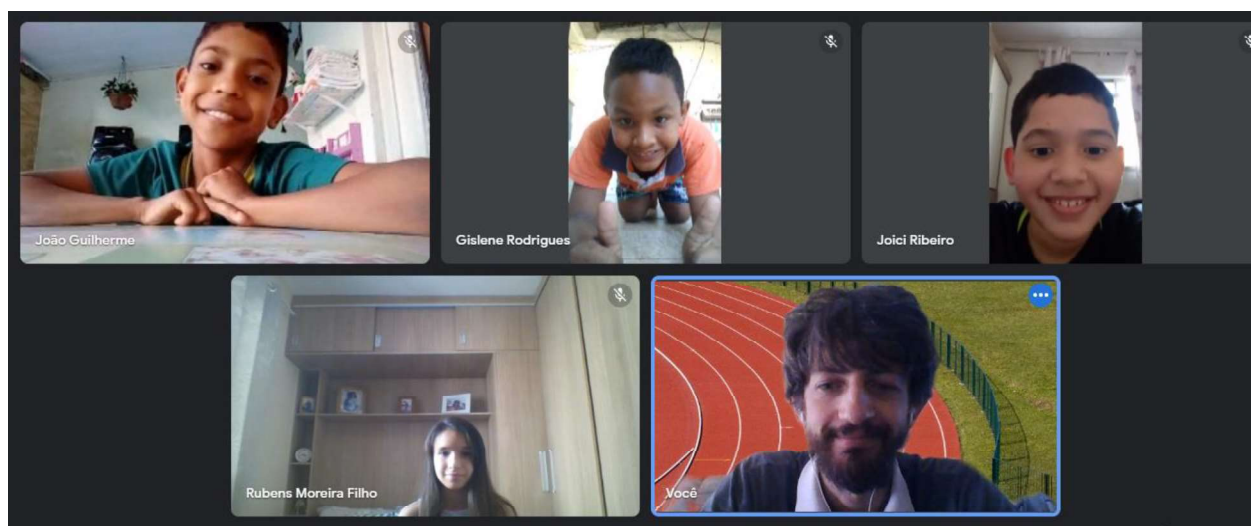 João Guilherme
Gislene Rodrigues
Joici Ribeiro
Rubens Moreira Filho
Você